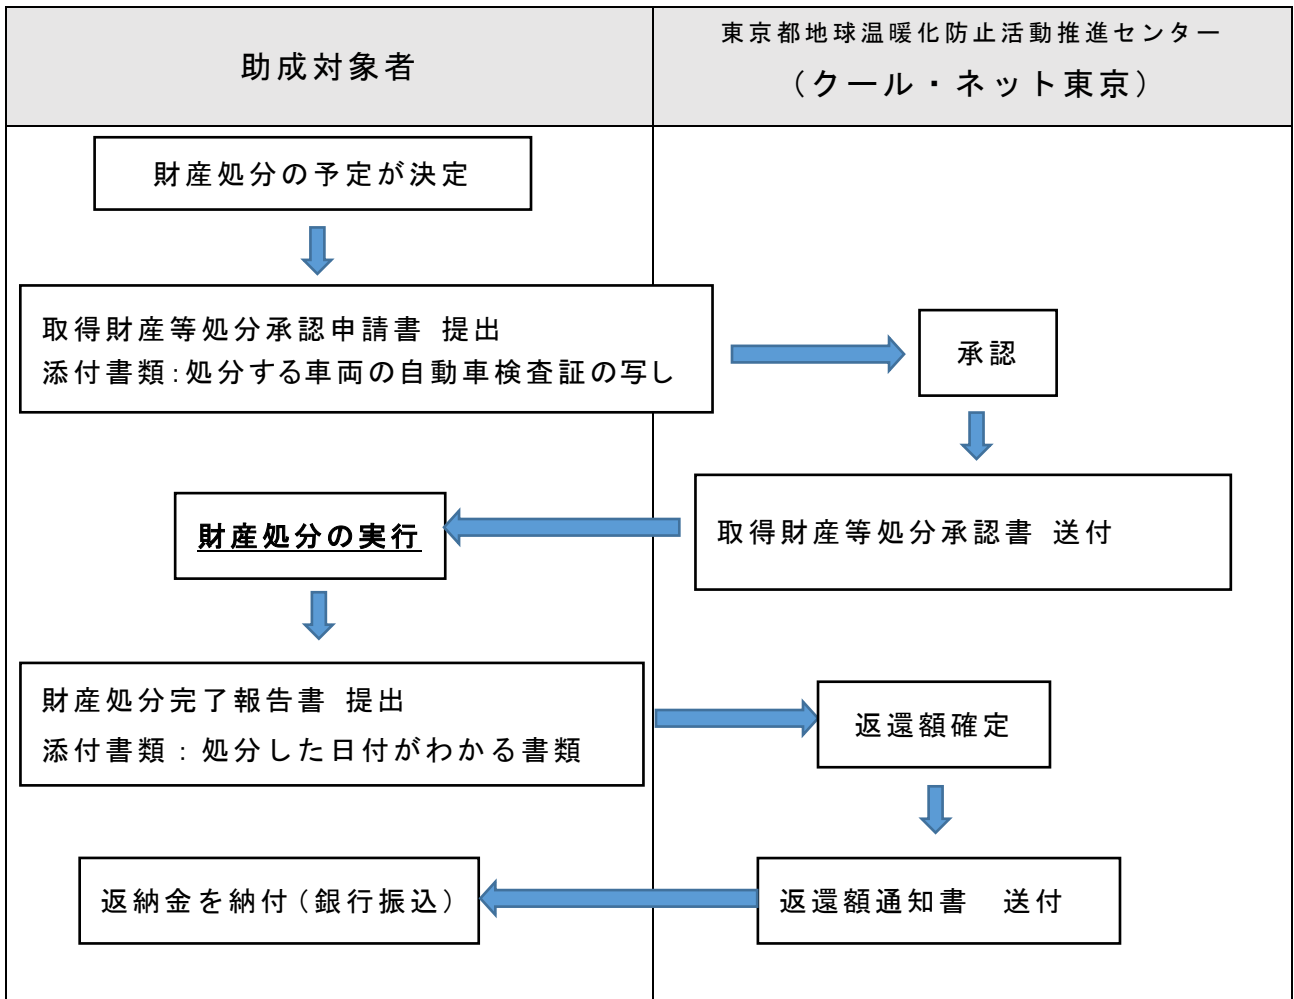 助成対象者
東京都地球温暖化防止活動推進センター
（クール・ネット東京）
財産処分の予定が決定
取得財産等処分承認申請書 提出
添付書類：処分する車両の自動車検査証の写し
承認
取得財産等処分承認書 送付
財産処分の実行
財産処分完了報告書 提出
添付書類：処分した日付がわかる書類
返還額確定
返還額通知書　送付
返納金を納付（銀行振込）